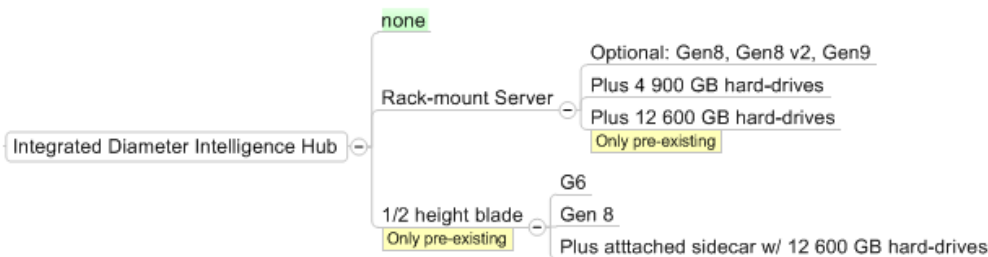 none
Optional: Gen8, Gen8 v2, Gen9
Plus 4 900 GB hard-drives
Rack-mount Server
Plus 12 600 GB hard-drives
Only pre-existing
Integrated Diameter Intelligence Hub
G6
1/2 height blade
Gen 8
Only pre-existing
Plus atttached sidecar w/ 12 600 GB hard-drives